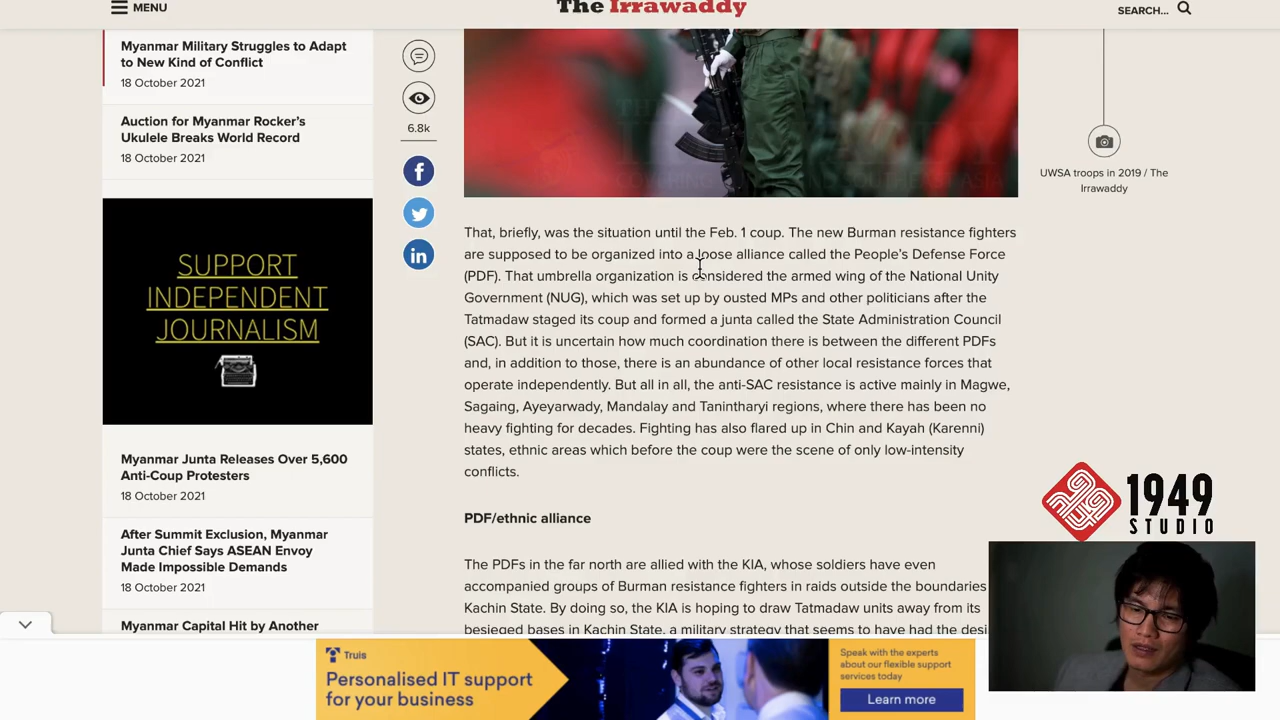 MENU
The Irrawaddy
SEARCH...
Myanmar Military Struggles to Adapt
to New Kind of Conflict
18 October 2021
Auction for Myanmar Rocker's
Ukulele Breaks World Record
18 October 2021
SUPPORT
INDEPENDENT
JOURNALISM
Myanmar Junta Releases Over 5,600
Anti-Coup Protesters
18 October 2021
After Summit Exclusion, Myanmar
Junta Chief Says ASEAN Envoy
Made Impossible Demands
18 October 2021
Myanmar Capital Hit by Another
6.8k
UWSA troops in 2019 / The
Irrawaddy
That, briefly, was the situation until the Feb. 1 coup. The new Burman resistance fighters
are supposed to be organized into a loose alliance called the People's Defense Force
(PDF). That umbrella organization is considered the armed wing of the National Unity
Government (NUG), which was set up by ousted MPs and other politicians after the
Tatmadaw staged its coup and formed a junta called the State Administration Council
(SAC). But it is uncertain how much coordination there is between the different PDFs
and, in addition to those, there is an abundance of other local resistance forces that
operate independently. But all in all, the anti-SAC resistance is active mainly in Magwe,
Sagaing, Ayeyarwady, Mandalay and Tanintharyi regions, where there has been no
heavy fighting for decades. Fighting has also flared up in Chin and Kayah (Karenni)
states, ethnic areas which before the coup were the scene of only low-intensity
conflicts.
PDF/ethnic alliance
The PDFs in the far north are allied with the KIA, whose soldiers have even
accompanied groups of Burman resistance fighters in raids outside the boundaries
Kachin State. By doing so, the KIA is hoping to draw Tatmadaw units away from its
besieged bases in Kachin State, a military strategy that seems to have had the desi
1949
STUDIO
Truis
Personalised IT support
for your business
Speak with the experts
about our flexible support
services today
Learn more